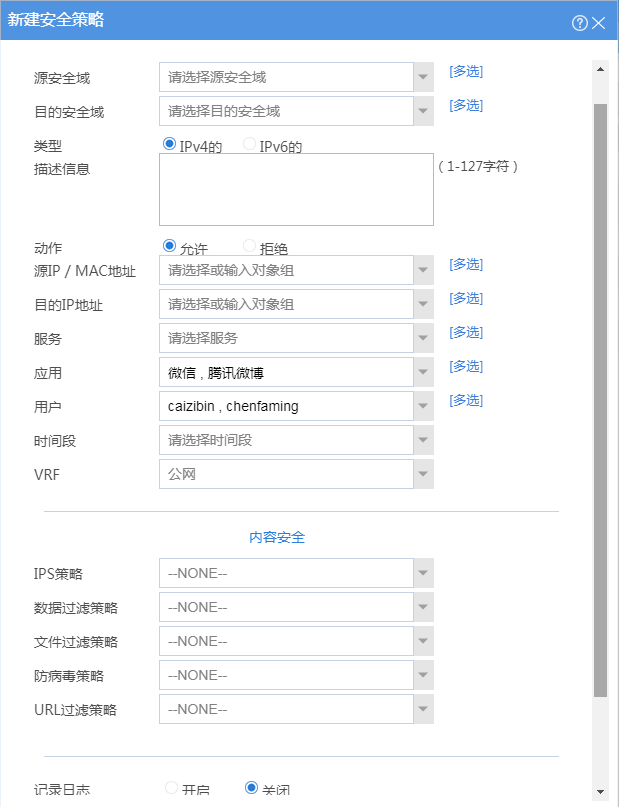 新建安全策略
源安全域 请选择源安全域 [多选]
目的安全域 请选择目的安全域 [多选]
类型 IPv4的 IPv6的
描述信息 （1-127字符）
动作 允许 拒绝
源IP / MAC地址 请选择或输入对象组 [多选]
目的IP地址 请选择或输入对象组 [多选]
服务 请选择服务 [多选]
应用 微信 , 腾讯微博 [多选]
用户 caizibin , chenfaming [多选]
时间段 请选择时间段
VRF 公网
内容安全
IPS策略 --NONE--
数据过滤策略 --NONE--
文件过滤策略 --NONE--
防病毒策略 --NONE--
URL过滤策略 --NONE--
记录日志 开启 关闭